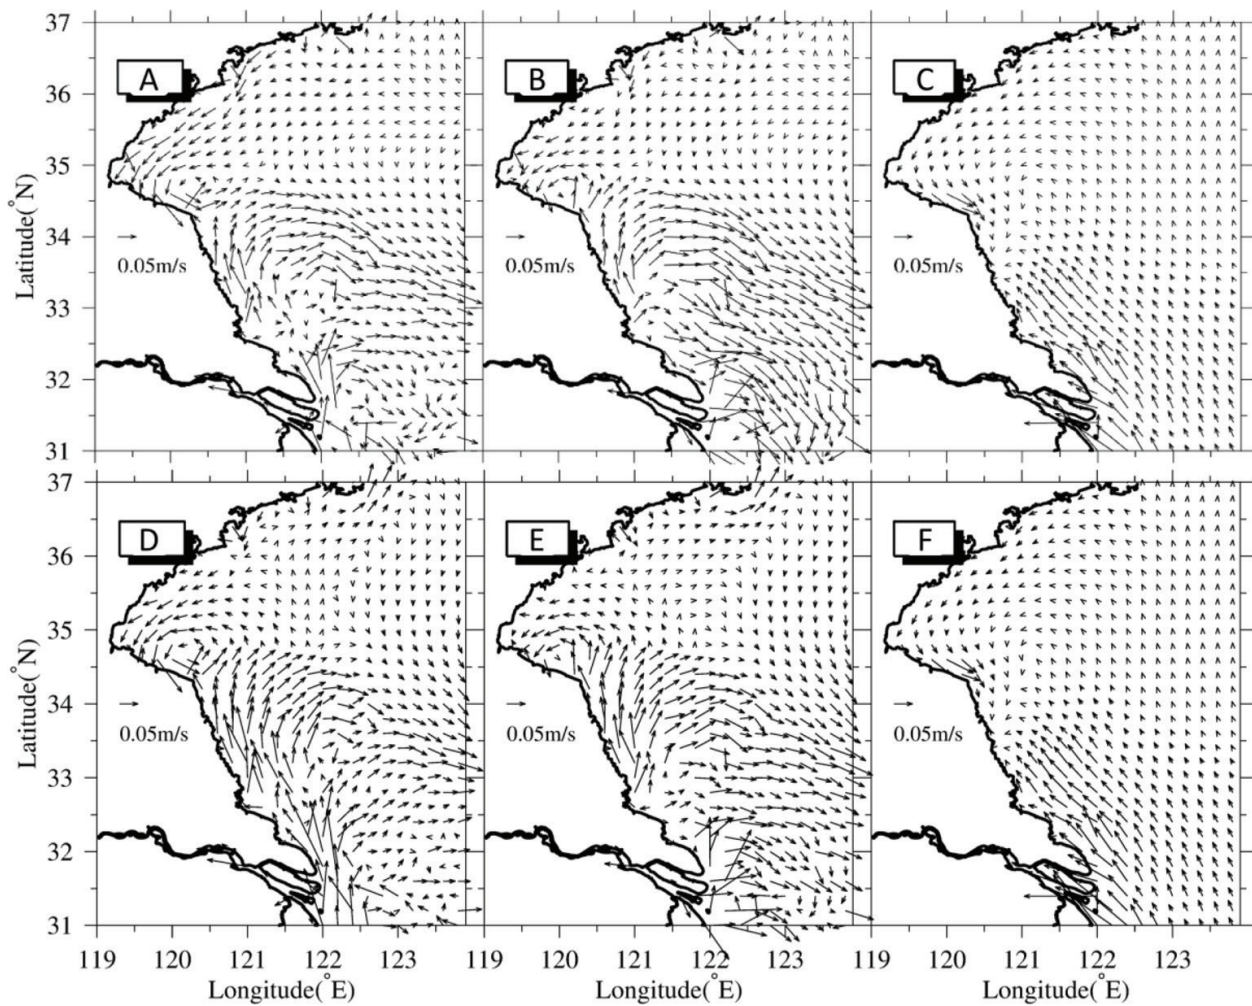 37
36
35
34
33
32
31
Latitude(°N)
A
0.05m/s
B
0.05m/s
C
0.05m/s
37
36
35
34
33
32
31
Latitude(°N)
D
0.05m/s
E
0.05m/s
F
0.05m/s
119 120 121 122 123 119 120 121 122 123 119 120 121 122 123
Longitude(°E) Longitude(°E) Longitude(°E)